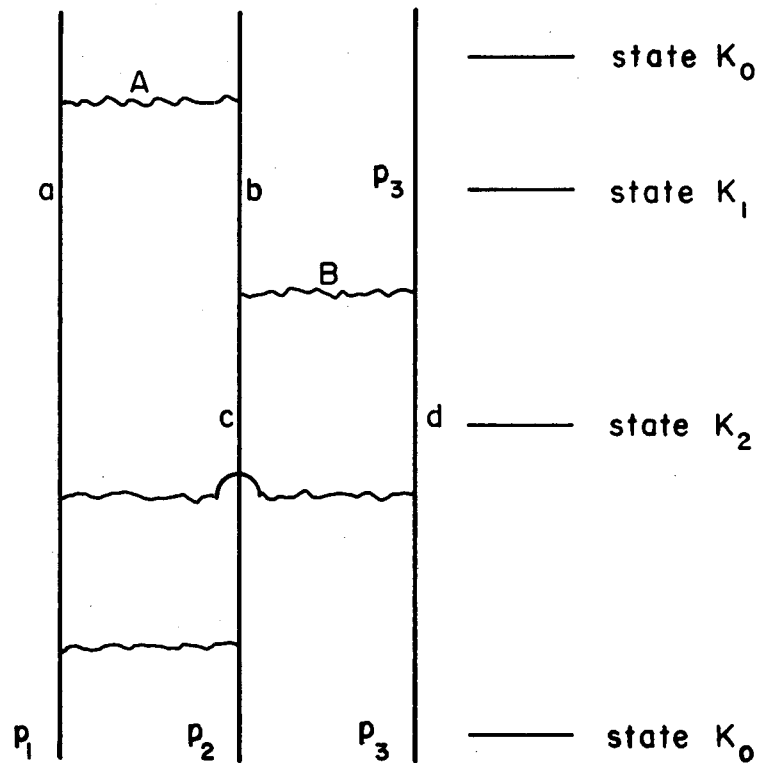 state K₀
A
a
b
p₃
state K₁
B
c
d
state K₂
p₁
p₂
p₃
state K₀